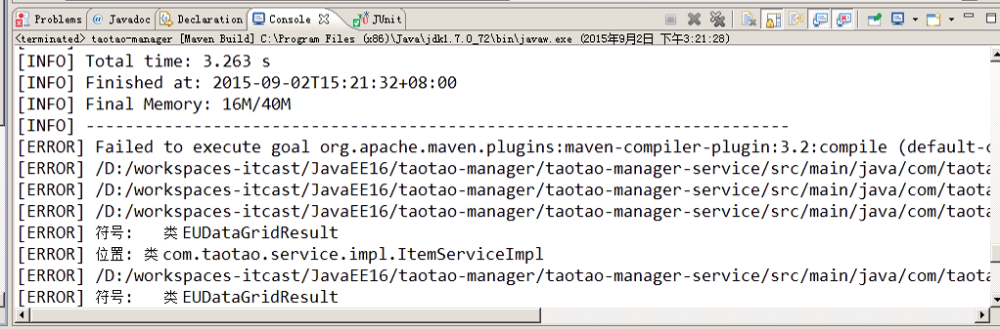 Problems @ Javadoc Declaration Console JUnit
<terminated> taotao-manager [Maven Build] C:\Program Files (x86)\Java\jdk1.7.0_72\bin\javaw.exe (2015年9月2日 下午3:21:28)
[INFO] Total time: 3.263 s
[INFO] Finished at: 2015-09-02T15:21:32+08:00
[INFO] Final Memory: 16M/40M
[INFO] ------------------------------------------------------------------------
[ERROR] Failed to execute goal org.apache.maven.plugins:maven-compiler-plugin:3.2:compile (default-c
[ERROR] /D:/workspaces-itcast/JavaEE16/taotao-manager/taotao-manager-service/src/main/java/com/taota
[ERROR] /D:/workspaces-itcast/JavaEE16/taotao-manager/taotao-manager-service/src/main/java/com/taota
[ERROR] /D:/workspaces-itcast/JavaEE16/taotao-manager/taotao-manager-service/src/main/java/com/taota
[ERROR] 符号: 类 EUDataGridResult
[ERROR] 位置: 类 com.taotao.service.impl.ItemServiceImpl
[ERROR] /D:/workspaces-itcast/JavaEE16/taotao-manager/taotao-manager-service/src/main/java/com/taota
[ERROR] 符号: 类 EUDataGridResult